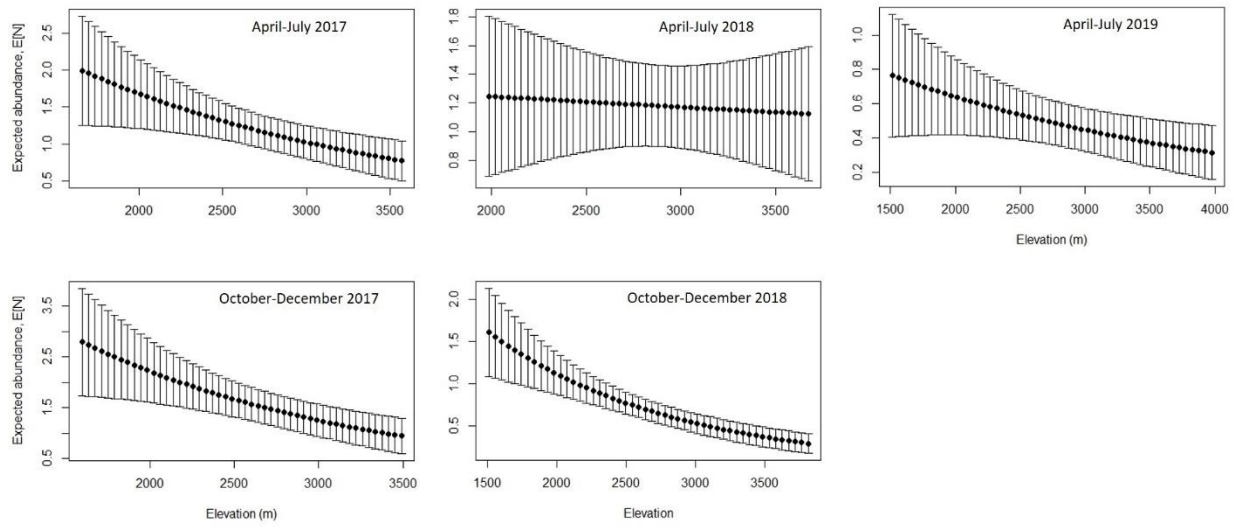 April-July 2017
Expected abundance, E[N]
2.5
2.0
1.5
1.0
0.5
2000 2500 3000 3500
April-July 2018
1.8
1.6
1.4
1.2
1.0
0.8
2000 2500 3000 3500
April-July 2019
1.0
0.8
0.6
0.4
0.2
1500 2000 2500 3000 3500 4000
Elevation (m)
October-December 2017
Expected abundance, E[N]
3.5
2.5
1.5
0.5
2000 2500 3000 3500
Elevation (m)
October-December 2018
2.0
1.5
1.0
0.5
1500 2000 2500 3000 3500
Elevation